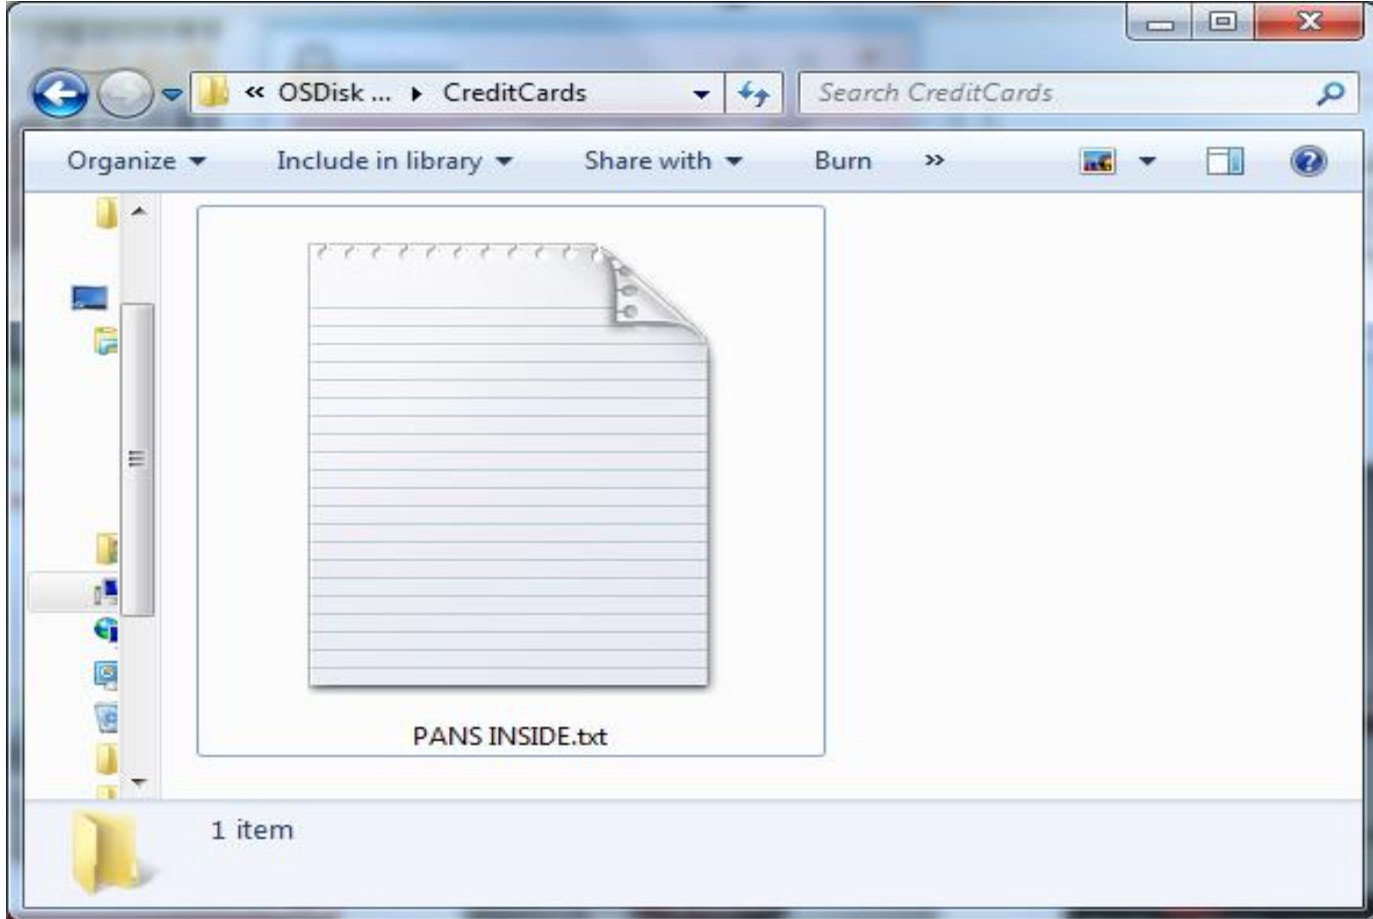 « OSDisk ... ▸ CreditCards
Search CreditCards
Organize Include in library Share with Burn »
PANS INSIDE.txt
1 item